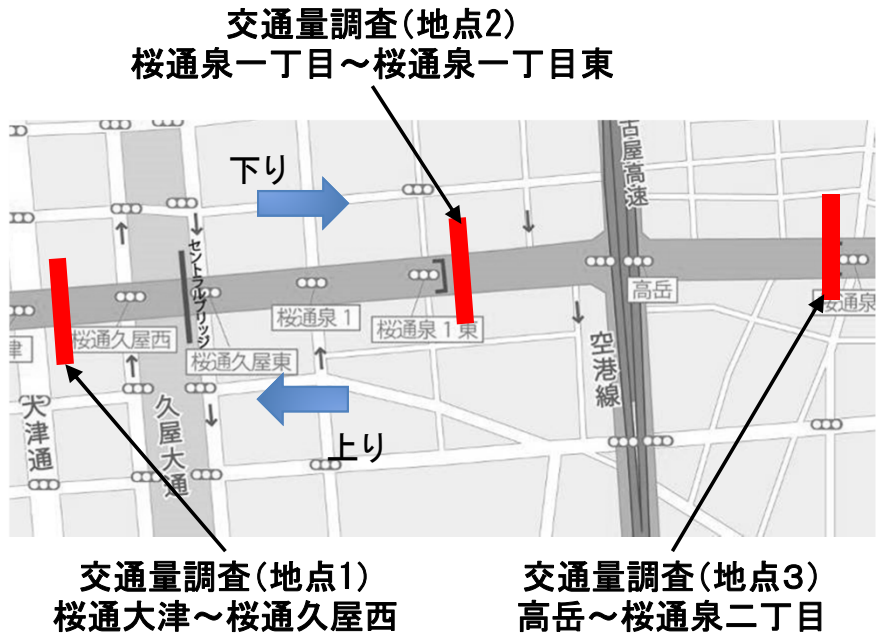 交通量調査(地点2)
桜通泉一丁目～桜通泉一丁目東
古屋高速
下り
セントラルブリッジ
高岳
桜通泉
桜通泉1
桜通泉1東
桜通久屋西
津
桜通久屋東
空港線
大津通
久屋大通
上り
交通量調査(地点1)
桜通大津～桜通久屋西
交通量調査(地点３)
高岳～桜通泉二丁目